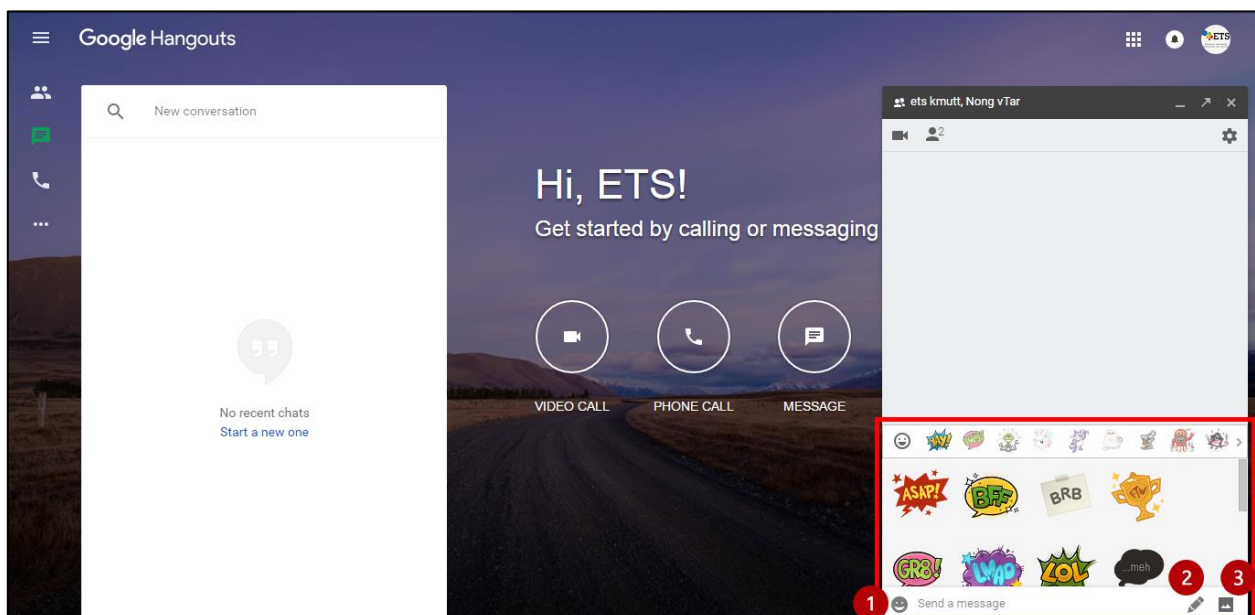 Google Hangouts
ETS
New conversation
ets kmutt, Nong vTar
2
Hi, ETS!
Get started by calling or messaging
VIDEO CALL
PHONE CALL
MESSAGE
No recent chats
Start a new one
YAY!
ASAP!
BFF
BRB
FTW
GR8!
LMAO
LOL
...meh
1
Send a message
2
3